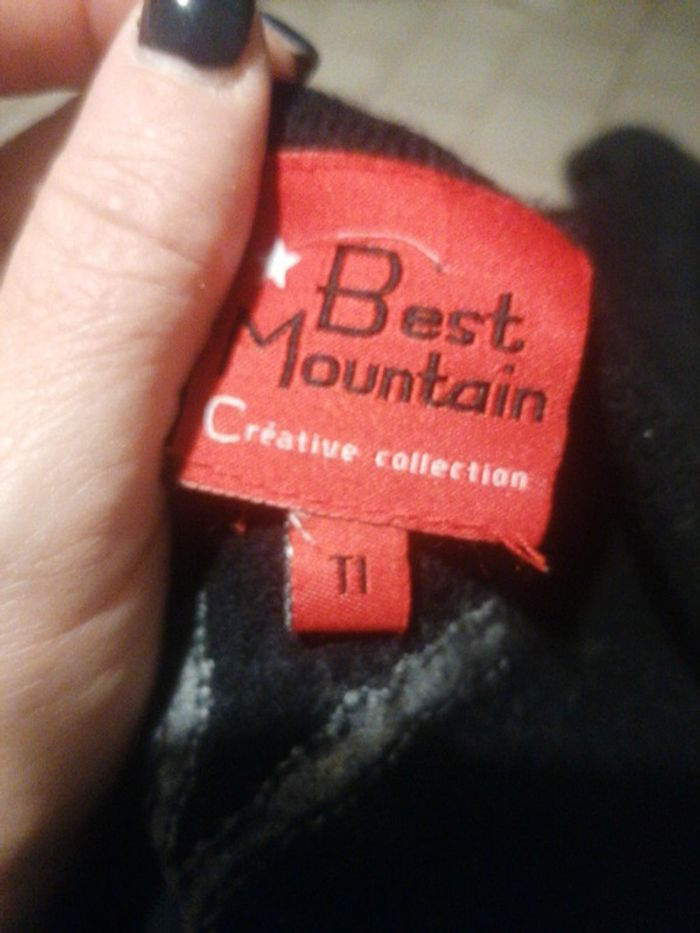 Best
Mountain
Créative collection
T1